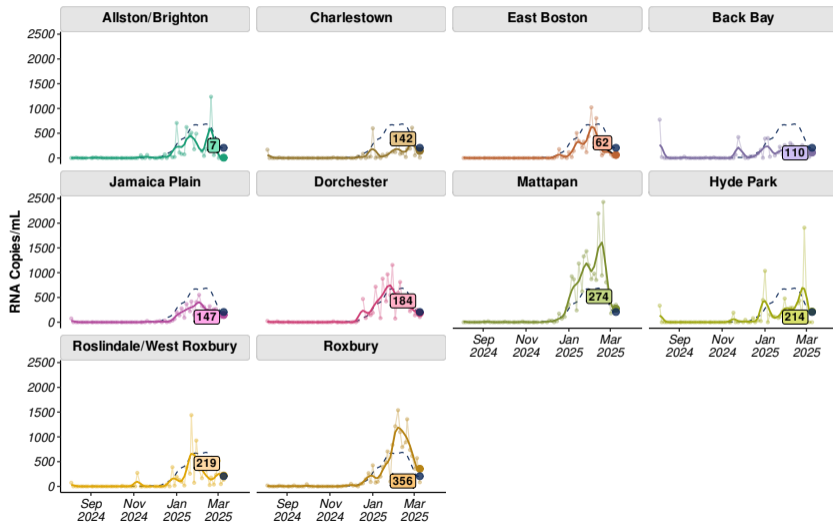 Allston/Brighton
Charlestown
East Boston
Back Bay
2500
2000
1500
1000
500
0
7
142
62
110
Jamaica Plain
Dorchester
Mattapan
Hyde Park
RNA Copies/mL
2500
2000
1500
1000
500
0
147
184
274
214
Sep 2024
Nov 2024
Jan 2025
Mar 2025
Sep 2024
Nov 2024
Jan 2025
Mar 2025
Roslindale/West Roxbury
Roxbury
2500
2000
1500
1000
500
0
219
356
Sep 2024
Nov 2024
Jan 2025
Mar 2025
Sep 2024
Nov 2024
Jan 2025
Mar 2025